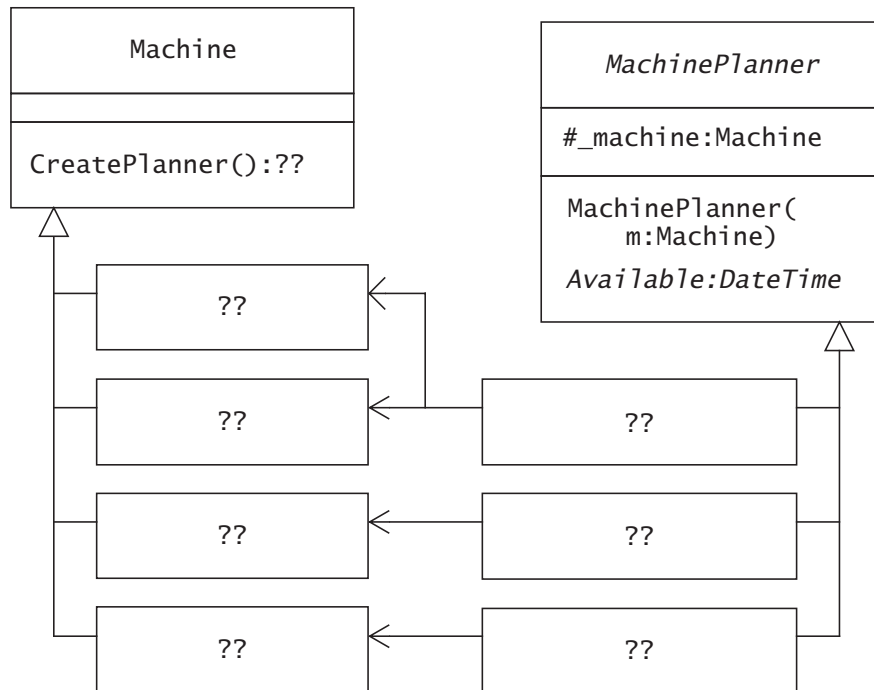 Machine
CreatePlanner():??
MachinePlanner
#_machine:Machine
MachinePlanner(
m:Machine)
Available:DateTime
??
??
??
??
??
??
??